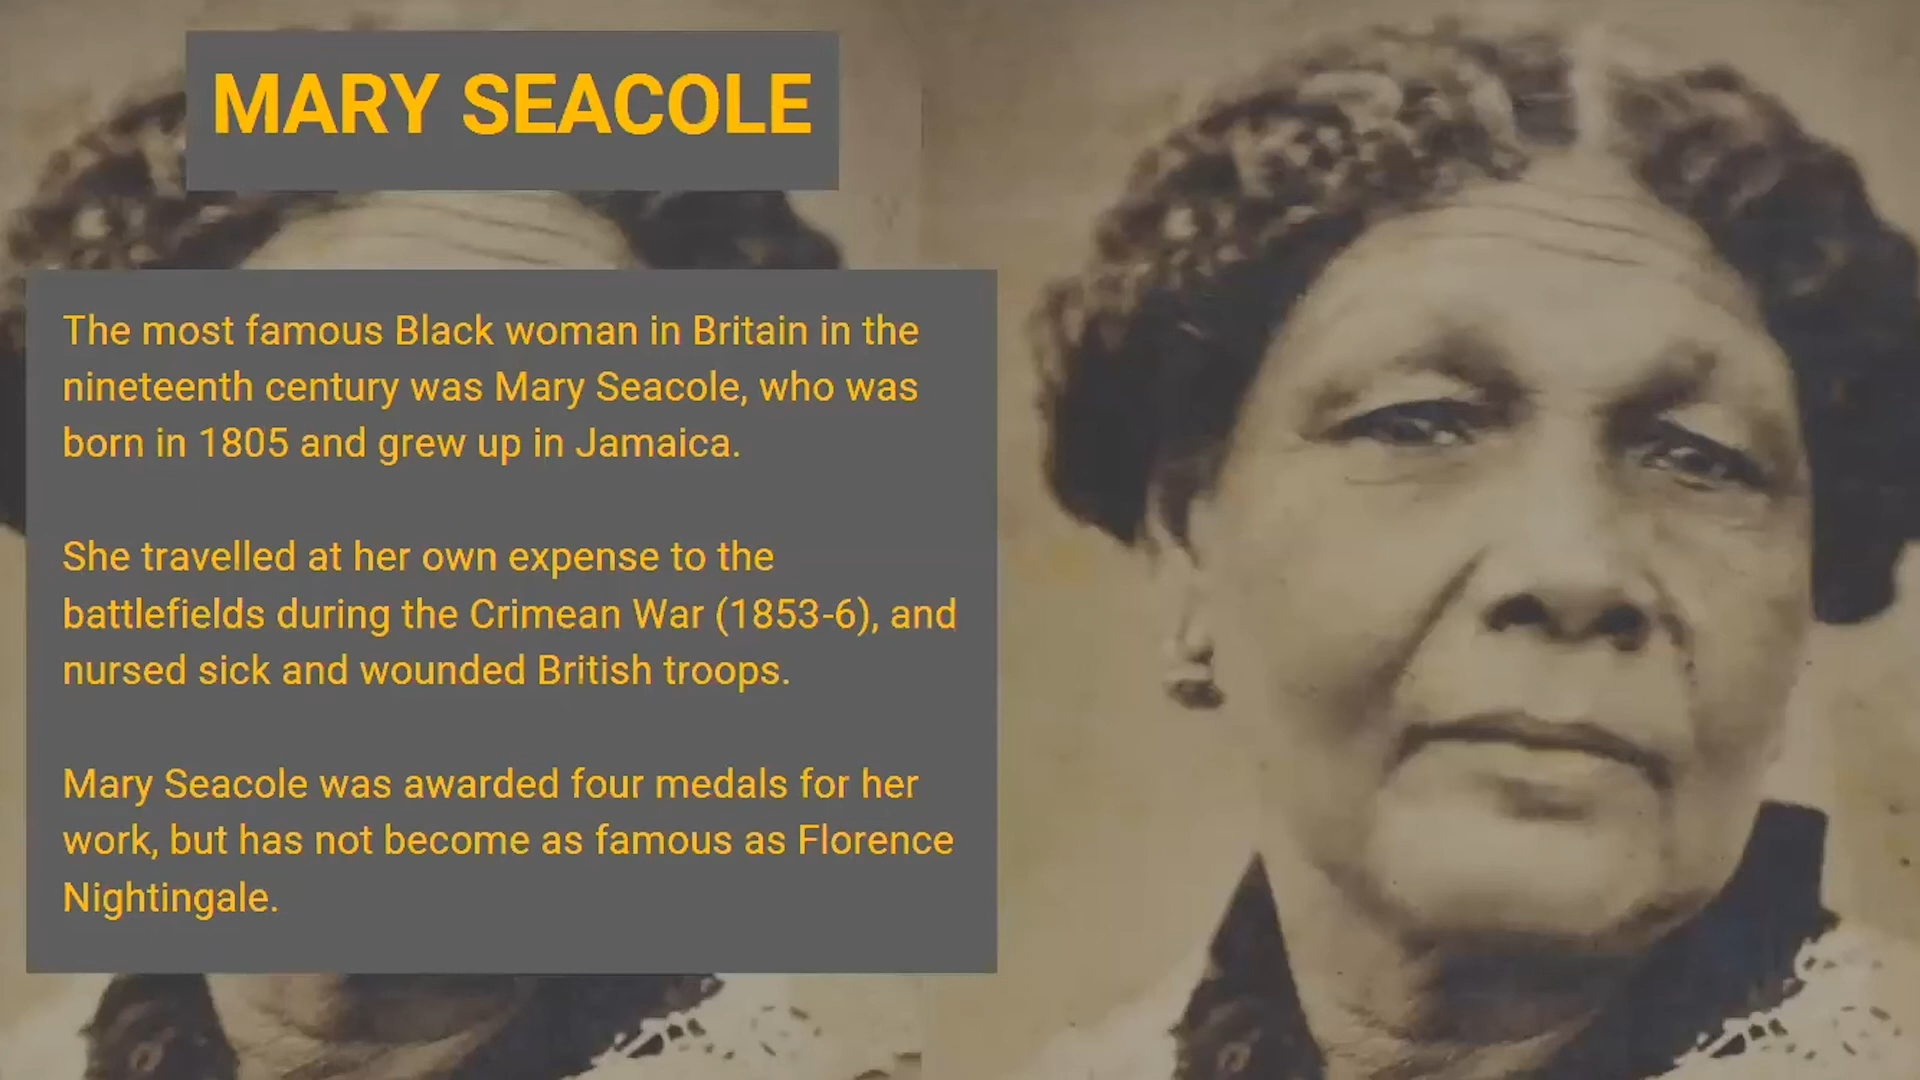 MARY SEACOLE
The most famous Black woman in Britain in the
nineteenth century was Mary Seacole, who was
born in 1805 and grew up in Jamaica.
She travelled at her own expense to the
battlefields during the Crimean War (1853-6), and
nursed sick and wounded British troops.
Mary Seacole was awarded four medals for her
work, but has not become as famous as Florence
Nightingale.